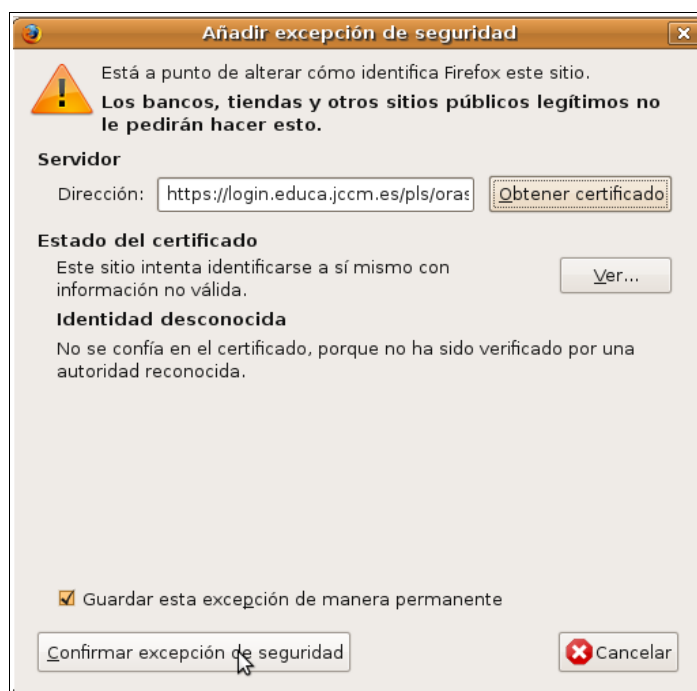 Añadir excepción de seguridad
Está a punto de alterar cómo identifica Firefox este sitio.
Los bancos, tiendas y otros sitios públicos legítimos no
le pedirán hacer esto.
Servidor
Dirección: https://login.educa.jccm.es/pls/oras Obtener certificado
Estado del certificado
Este sitio intenta identificarse a sí mismo con
información no válida.
Ver...
Identidad desconocida
No se confía en el certificado, porque no ha sido verificado por una
autoridad reconocida.
Guardar esta excepción de manera permanente
Confirmar excepción de seguridad Cancelar